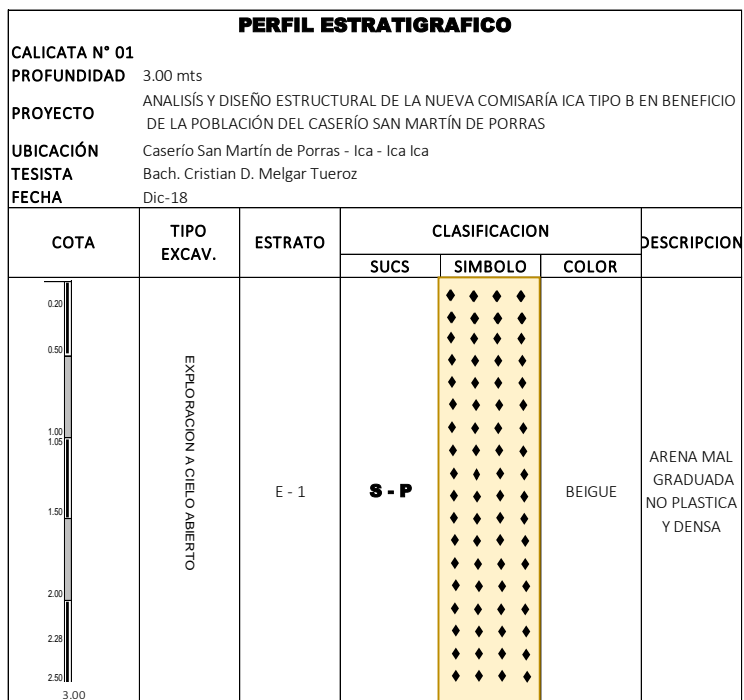 PERFIL ESTRATIGRAFICO
CALICATA N° 01
PROFUNDIDAD 3.00 mts
PROYECTO ANALISÍS Y DISEÑO ESTRUCTURAL DE LA NUEVA COMISARÍA ICA TIPO B EN BENEFICIO
DE LA POBLACIÓN DEL CASERÍO SAN MARTÍN DE PORRAS
UBICACIÓN Caserío San Martín de Porras - Ica - Ica Ica
TESISTA Bach. Cristian D. Melgar Tueroz
FECHA Dic-18
COTA
TIPO
EXCAV.
ESTRATO
CLASIFICACION
SUCS SIMBOLO COLOR
DESCRIPCION
0.20
0.50
1.00
1.05
1.50
2.00
2.28
2.50
3.00
EXPLORACION A CIELO ABIERTO
E - 1
S - P
BEIGUE
ARENA MAL
GRADUADA
NO PLASTICA
Y DENSA